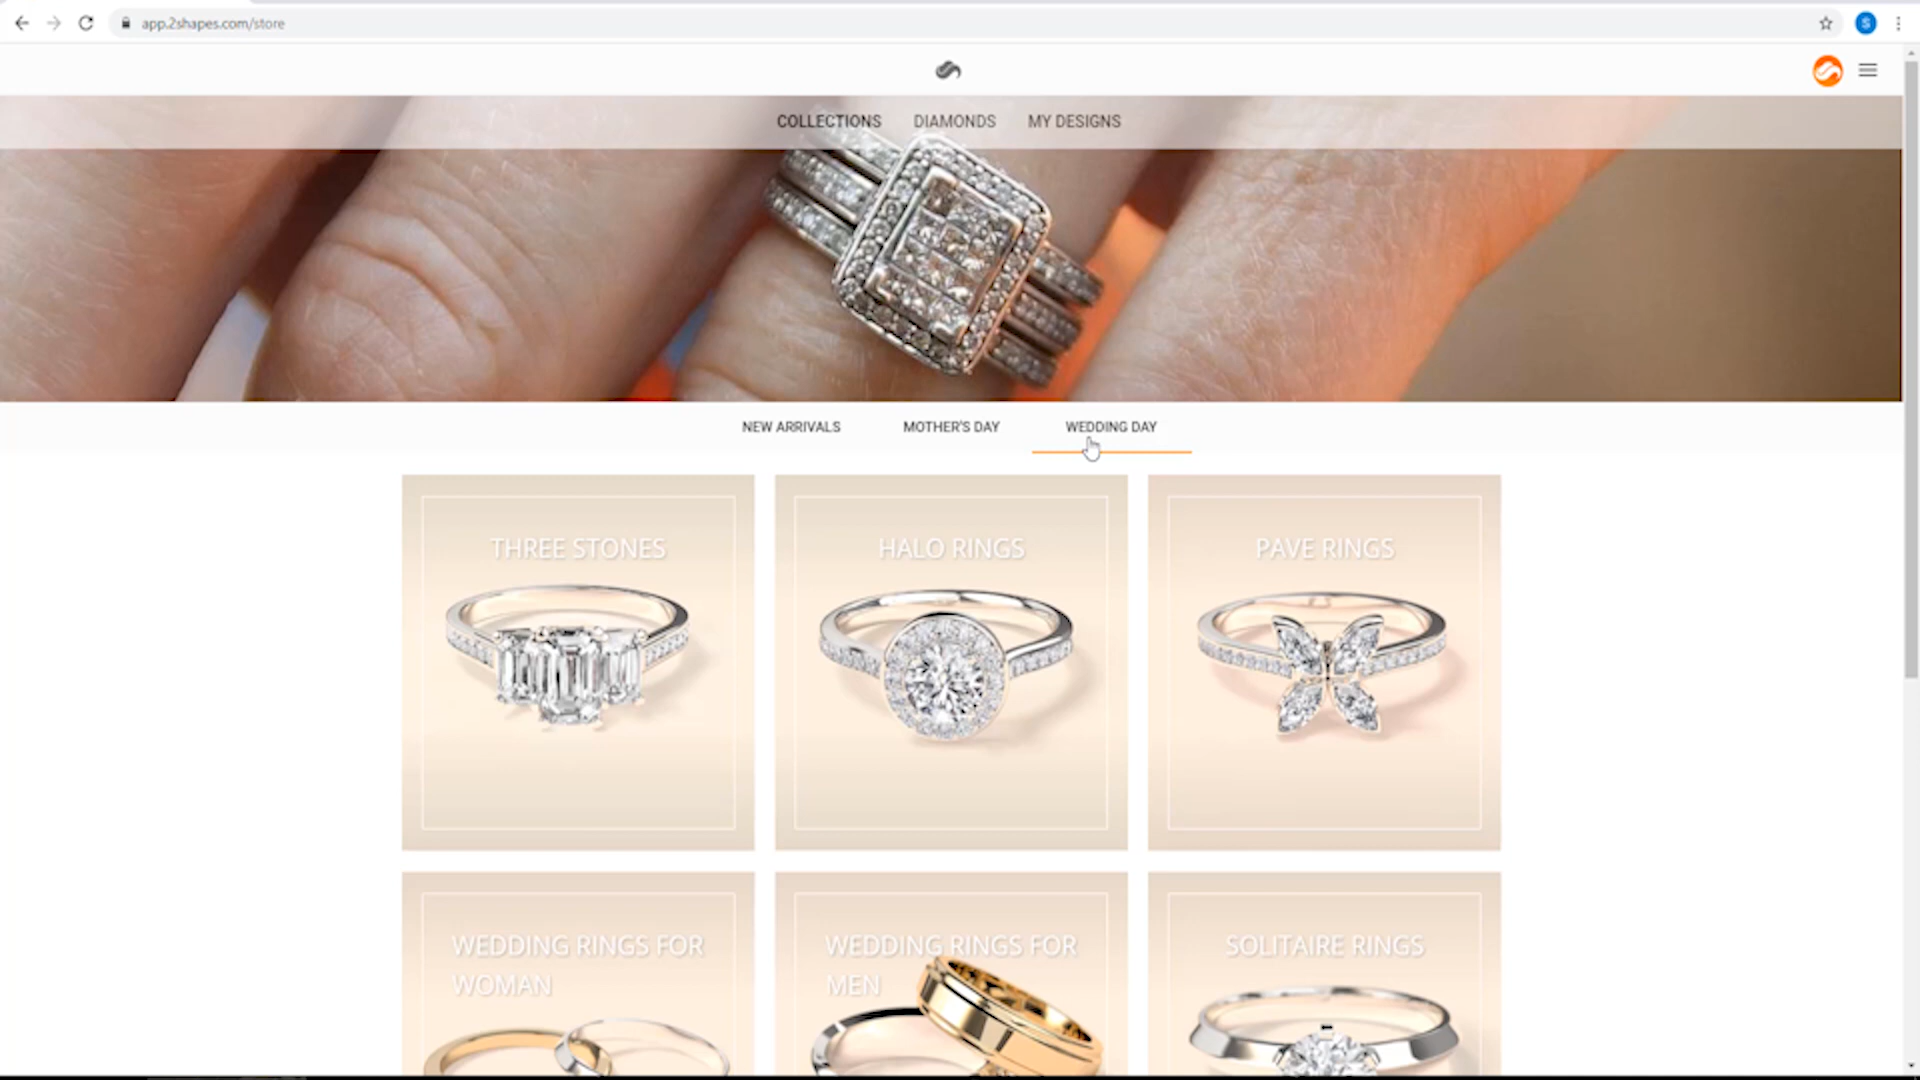 app.2shapes.com/store
S
COLLECTIONS DIAMONDS MY DESIGNS
NEW ARRIVALS MOTHER'S DAY WEDDING DAY
THREE STONES
HALO RINGS
PAVE RINGS
WEDDING RINGS FOR
WOMAN
WEDDING RINGS FOR
MEN
SOLITAIRE RINGS